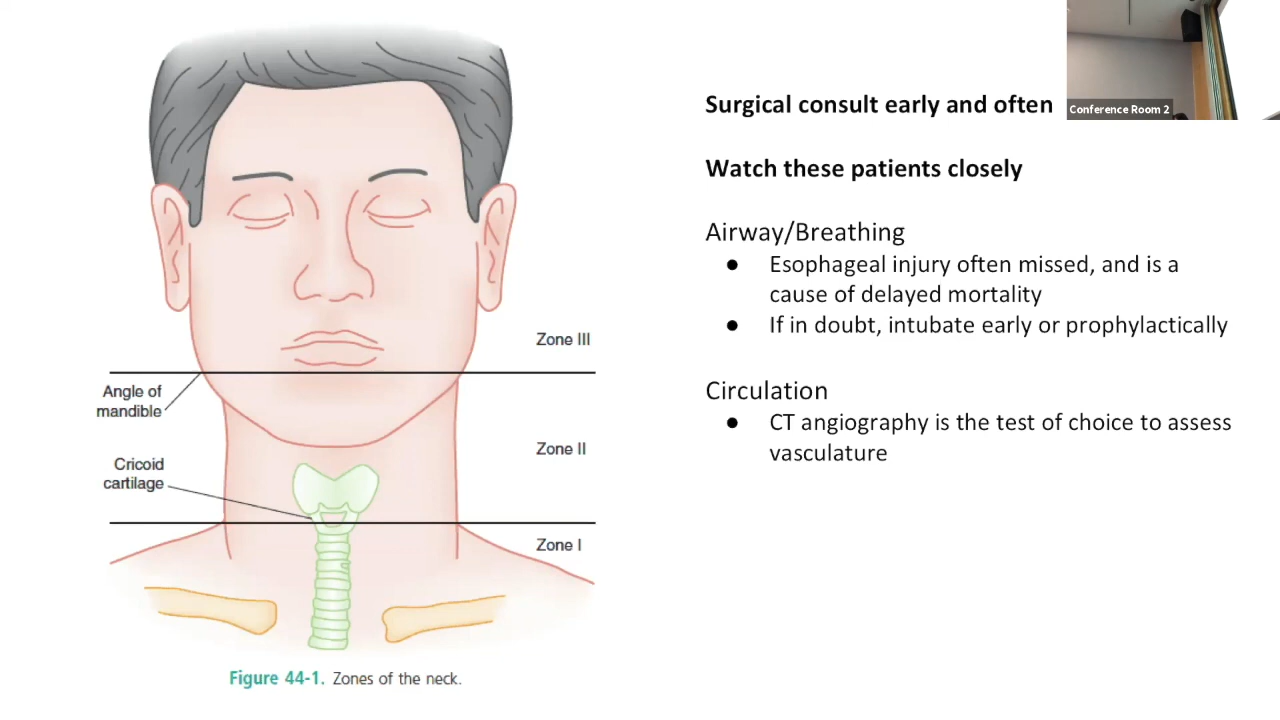 Zone III
Angle of
mandible
Zone II
Cricoid
cartilage
Zone I
Figure 44-1. Zones of the neck.
Surgical consult early and often
Conference Room 2
Watch these patients closely
Airway/Breathing
● Esophageal injury often missed, and is a
cause of delayed mortality
● If in doubt, intubate early or prophylactically
Circulation
● CT angiography is the test of choice to assess
vasculature